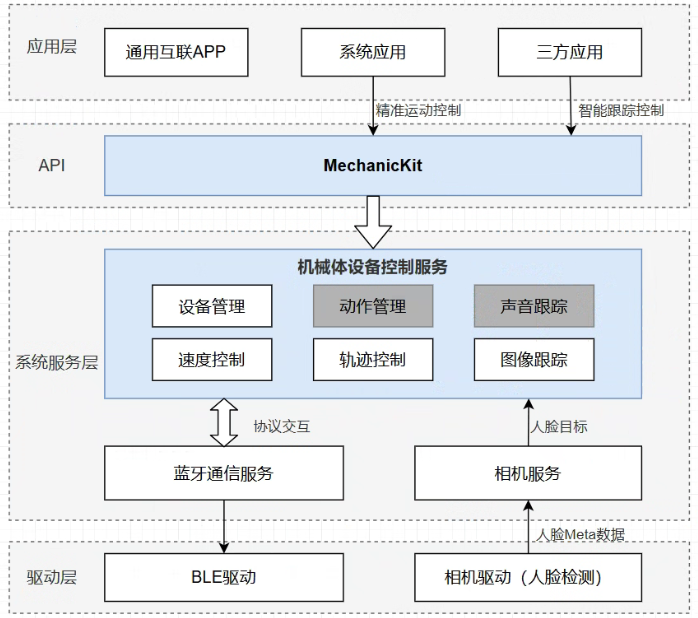 应用层
通用互联APP
系统应用
三方应用
精准运动控制
智能跟踪控制
API
MechanicKit
机械体设备控制服务
设备管理
动作管理
声音跟踪
系统服务层
速度控制
轨迹控制
图像跟踪
协议交互
人脸目标
蓝牙通信服务
相机服务
人脸Meta数据
驱动层
BLE驱动
相机驱动（人脸检测）